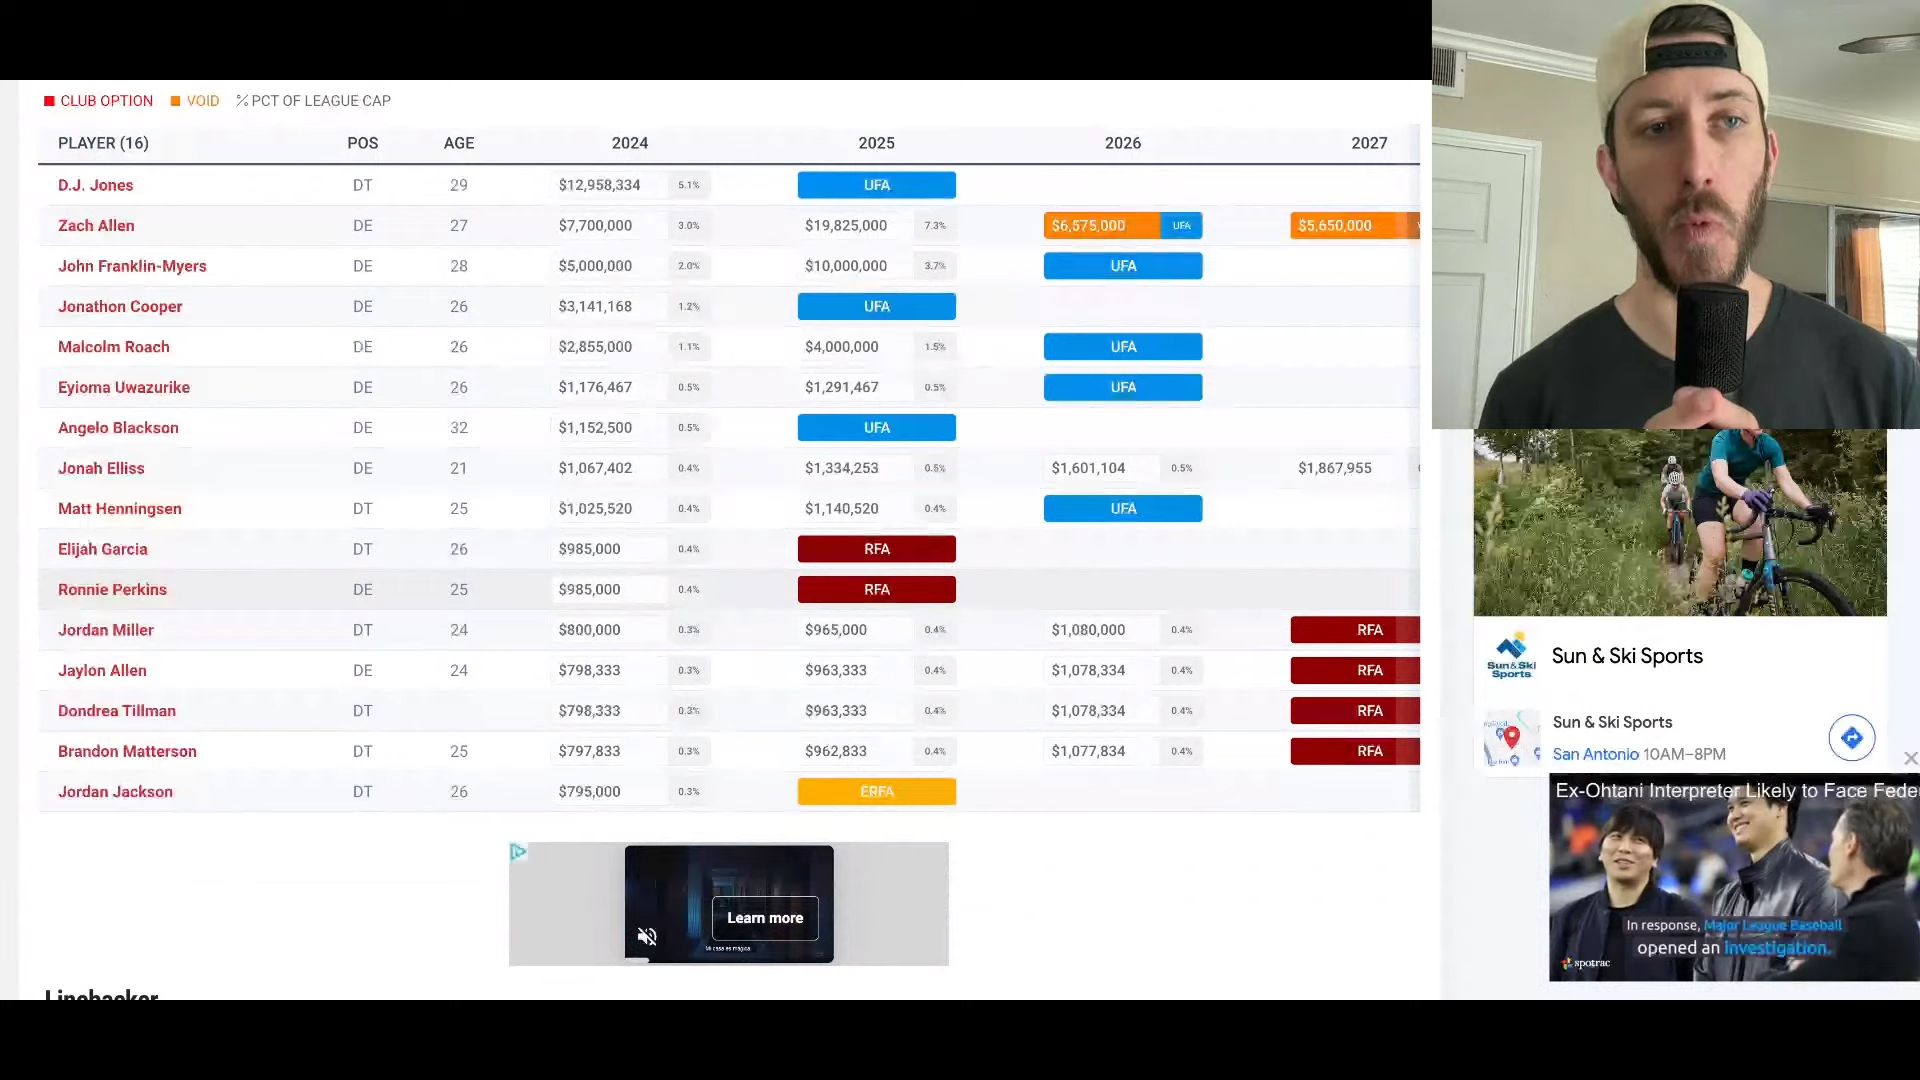 CLUB OPTION VOID % PCT OF LEAGUE CAP
PLAYER (16) POS AGE 2024 2025 2026 2027
D.J. Jones DT 29 $12,958,334 5.1% UFA
Zach Allen DE 27 $7,700,000 3.0% $19,825,000 7.3% $6,575,000 UFA $5,650,000
John Franklin-Myers DE 28 $5,000,000 2.0% $10,000,000 3.7% UFA
Jonathon Cooper DE 26 $3,141,168 1.2% UFA
Malcolm Roach DE 26 $2,855,000 1.1% $4,000,000 1.5% UFA
Eyioma Uwazurike DE 26 $1,176,467 0.5% $1,291,467 0.5% UFA
Angelo Blackson DE 32 $1,152,500 0.5% UFA
Jonah Elliss DE 21 $1,067,402 0.4% $1,334,253 0.5% $1,601,104 0.5% $1,867,955
Matt Henningsen DT 25 $1,025,520 0.4% $1,140,520 0.4% UFA
Elijah Garcia DT 26 $985,000 0.4% RFA
Ronnie Perkins DE 25 $985,000 0.4% RFA
Jordan Miller DT 24 $800,000 0.3% $965,000 0.4% $1,080,000 0.4% RFA
Jaylon Allen DE 24 $798,333 0.3% $963,333 0.4% $1,078,334 0.4% RFA
Dondrea Tillman DT $798,333 0.3% $963,333 0.4% $1,078,334 0.4% RFA
Brandon Matterson DT 25 $797,833 0.3% $962,833 0.4% $1,077,834 0.4% RFA
Jordan Jackson DT 26 $795,000 0.3% ERFA
Learn more
Mi casa es mágica
Linebacker
Sun & Ski
Sports
Sun & Ski Sports
Sun & Ski Sports
San Antonio 10AM–8PM
Ex-Ohtani Interpreter Likely to Face Fede
In response, Major League Baseball
opened an investigation.
spotrac